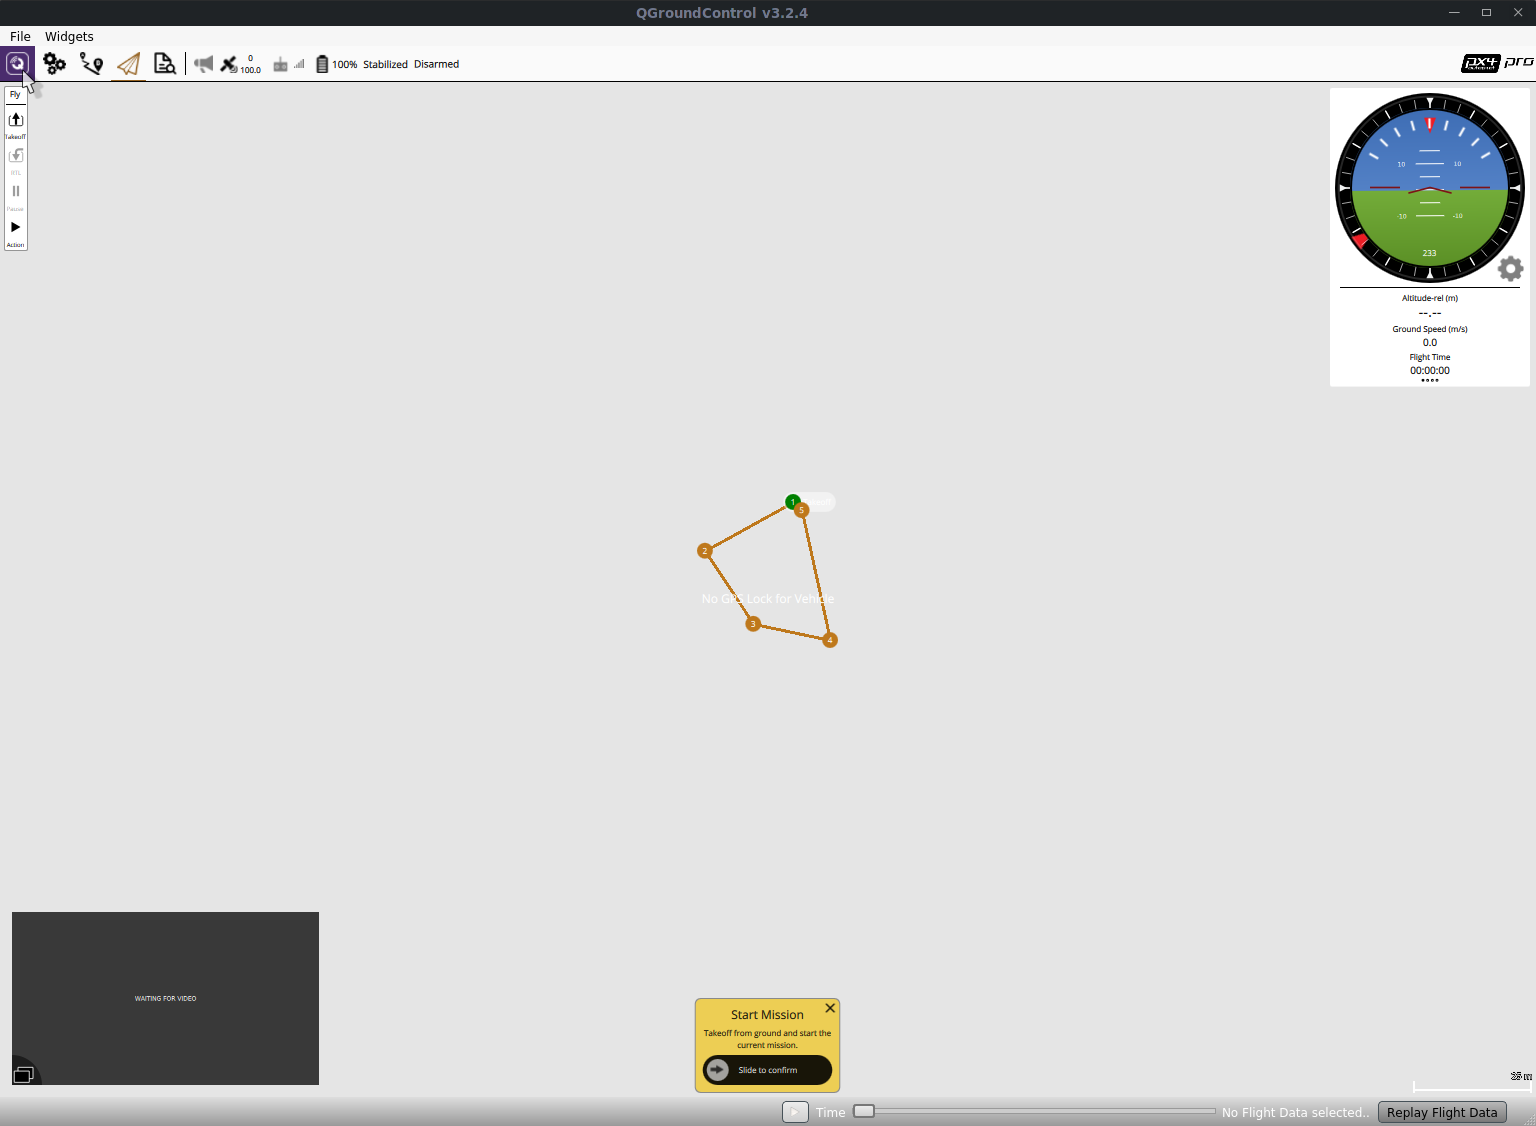 QGroundControl v3.2.4
File Widgets
0
100.0
100% Stabilized Disarmed
px4 pro
autopilot
Fly
Takeoff
RTL
Pause
Action
10 10
-10 -10
233
Altitude-rel (m)
--.--
Ground Speed (m/s)
0.0
Flight Time
00:00:00
1
5
2
No GPS Lock for Vehicle
3
4
WAITING FOR VIDEO
Start Mission
Takeoff from ground and start the
current mission.
Slide to confirm
Time No Flight Data selected.. Replay Flight Data